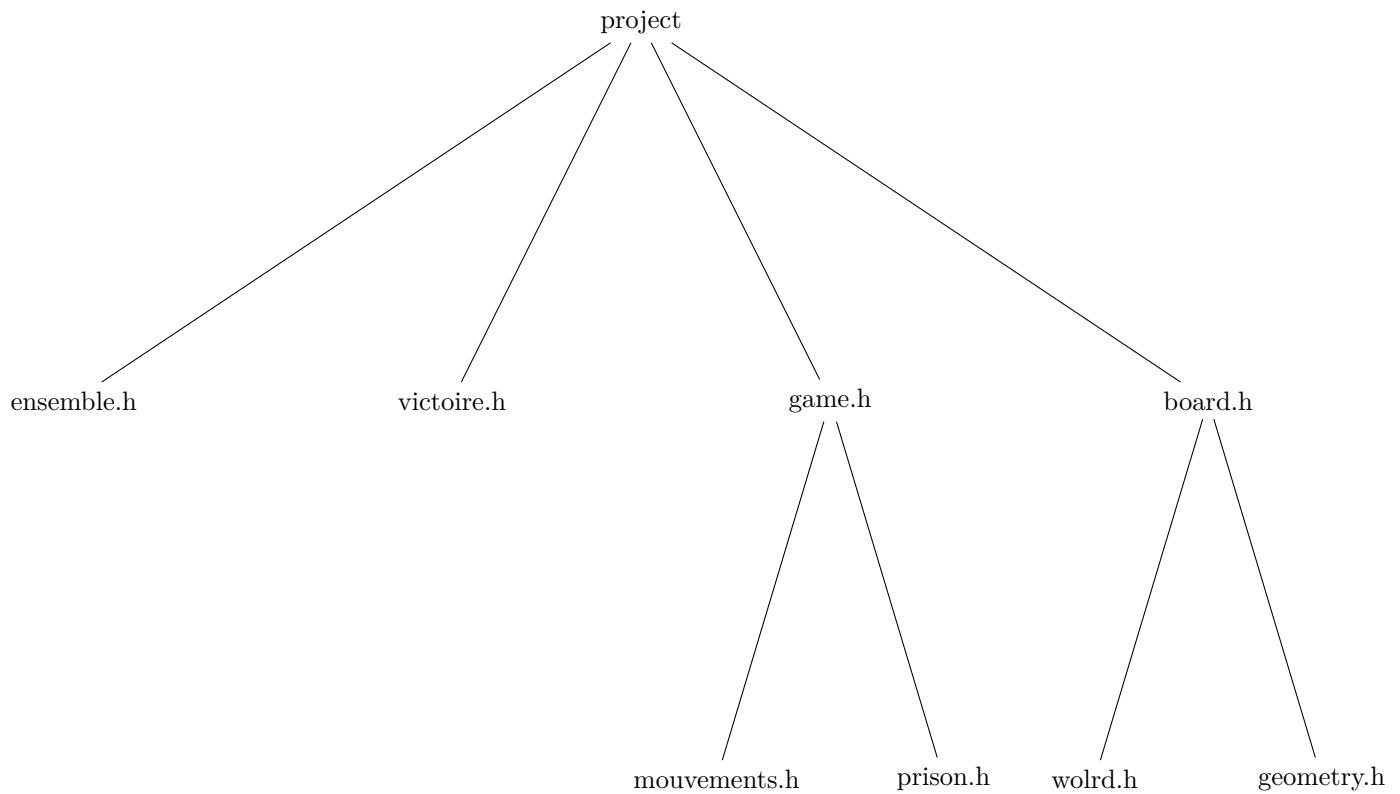 project
ensemble.h
victoire.h
game.h
board.h
mouvements.h
prison.h
wolrd.h
geometry.h